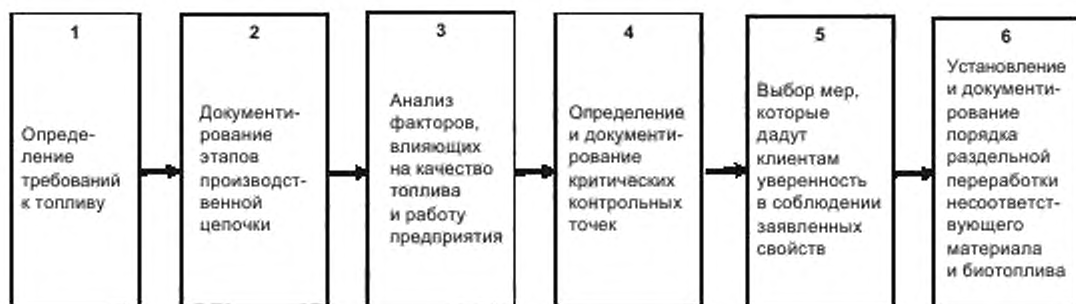 1
Опреде-
ление
требований
к топливу
2
Документи-
рование
этапов
производст-
венной
цепочки
3
Анализ
факторов,
влияющих
на качество
топлива
и работу
предприятия
4
Определение
и документи-
рование
критических
контрольных
точек
5
Выбор мер,
которые
дадут
клиентам
уверенность
в соблюдении
заявленных
свойств
6
Установление
и документи-
рование
порядка
раздельной
переработки
несоответст-
вующего
материала
и биотоплива